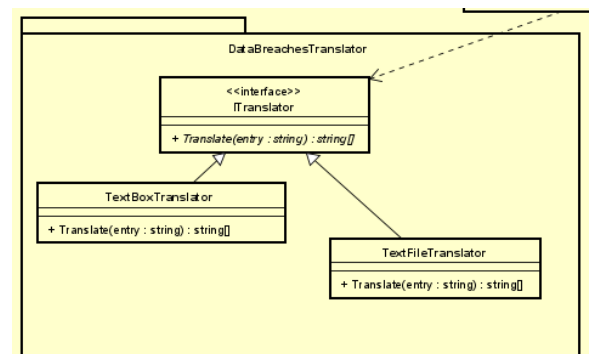 DataBreachesTranslator
<<interface>>
ITranslator
+ Translate(entry : string) : string[]
TextBoxTranslator
+ Translate(entry : string) : string[]
TextFileTranslator
+ Translate(entry : string) : string[]